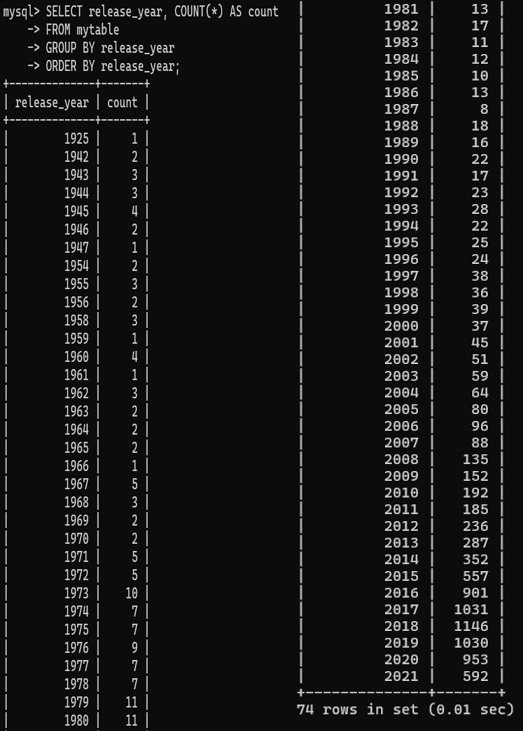 mysql> SELECT release_year, COUNT(*) AS count
    -> FROM mytable
    -> GROUP BY release_year
    -> ORDER BY release_year;
+--------------+-------+
| release_year | count |
+--------------+-------+
|         1925 |     1 |
|         1942 |     2 |
|         1943 |     3 |
|         1944 |     3 |
|         1945 |     4 |
|         1946 |     2 |
|         1947 |     1 |
|         1954 |     2 |
|         1955 |     3 |
|         1956 |     2 |
|         1958 |     3 |
|         1959 |     1 |
|         1960 |     4 |
|         1961 |     1 |
|         1962 |     3 |
|         1963 |     2 |
|         1964 |     2 |
|         1965 |     2 |
|         1966 |     1 |
|         1967 |     5 |
|         1968 |     3 |
|         1969 |     2 |
|         1970 |     2 |
|         1971 |     5 |
|         1972 |     5 |
|         1973 |    10 |
|         1974 |     7 |
|         1975 |     7 |
|         1976 |     9 |
|         1977 |     7 |
|         1978 |     7 |
|         1979 |    11 |
|         1980 |    11 |
|         1981 |    13 |
|         1982 |    17 |
|         1983 |    11 |
|         1984 |    12 |
|         1985 |    10 |
|         1986 |    13 |
|         1987 |     8 |
|         1988 |    18 |
|         1989 |    16 |
|         1990 |    22 |
|         1991 |    17 |
|         1992 |    23 |
|         1993 |    28 |
|         1994 |    22 |
|         1995 |    25 |
|         1996 |    24 |
|         1997 |    38 |
|         1998 |    36 |
|         1999 |    39 |
|         2000 |    37 |
|         2001 |    45 |
|         2002 |    51 |
|         2003 |    59 |
|         2004 |    64 |
|         2005 |    80 |
|         2006 |    96 |
|         2007 |    88 |
|         2008 |   135 |
|         2009 |   152 |
|         2010 |   192 |
|         2011 |   185 |
|         2012 |   236 |
|         2013 |   287 |
|         2014 |   352 |
|         2015 |   557 |
|         2016 |   901 |
|         2017 |  1031 |
|         2018 |  1146 |
|         2019 |  1030 |
|         2020 |   953 |
|         2021 |   592 |
+--------------+-------+
74 rows in set (0.01 sec)